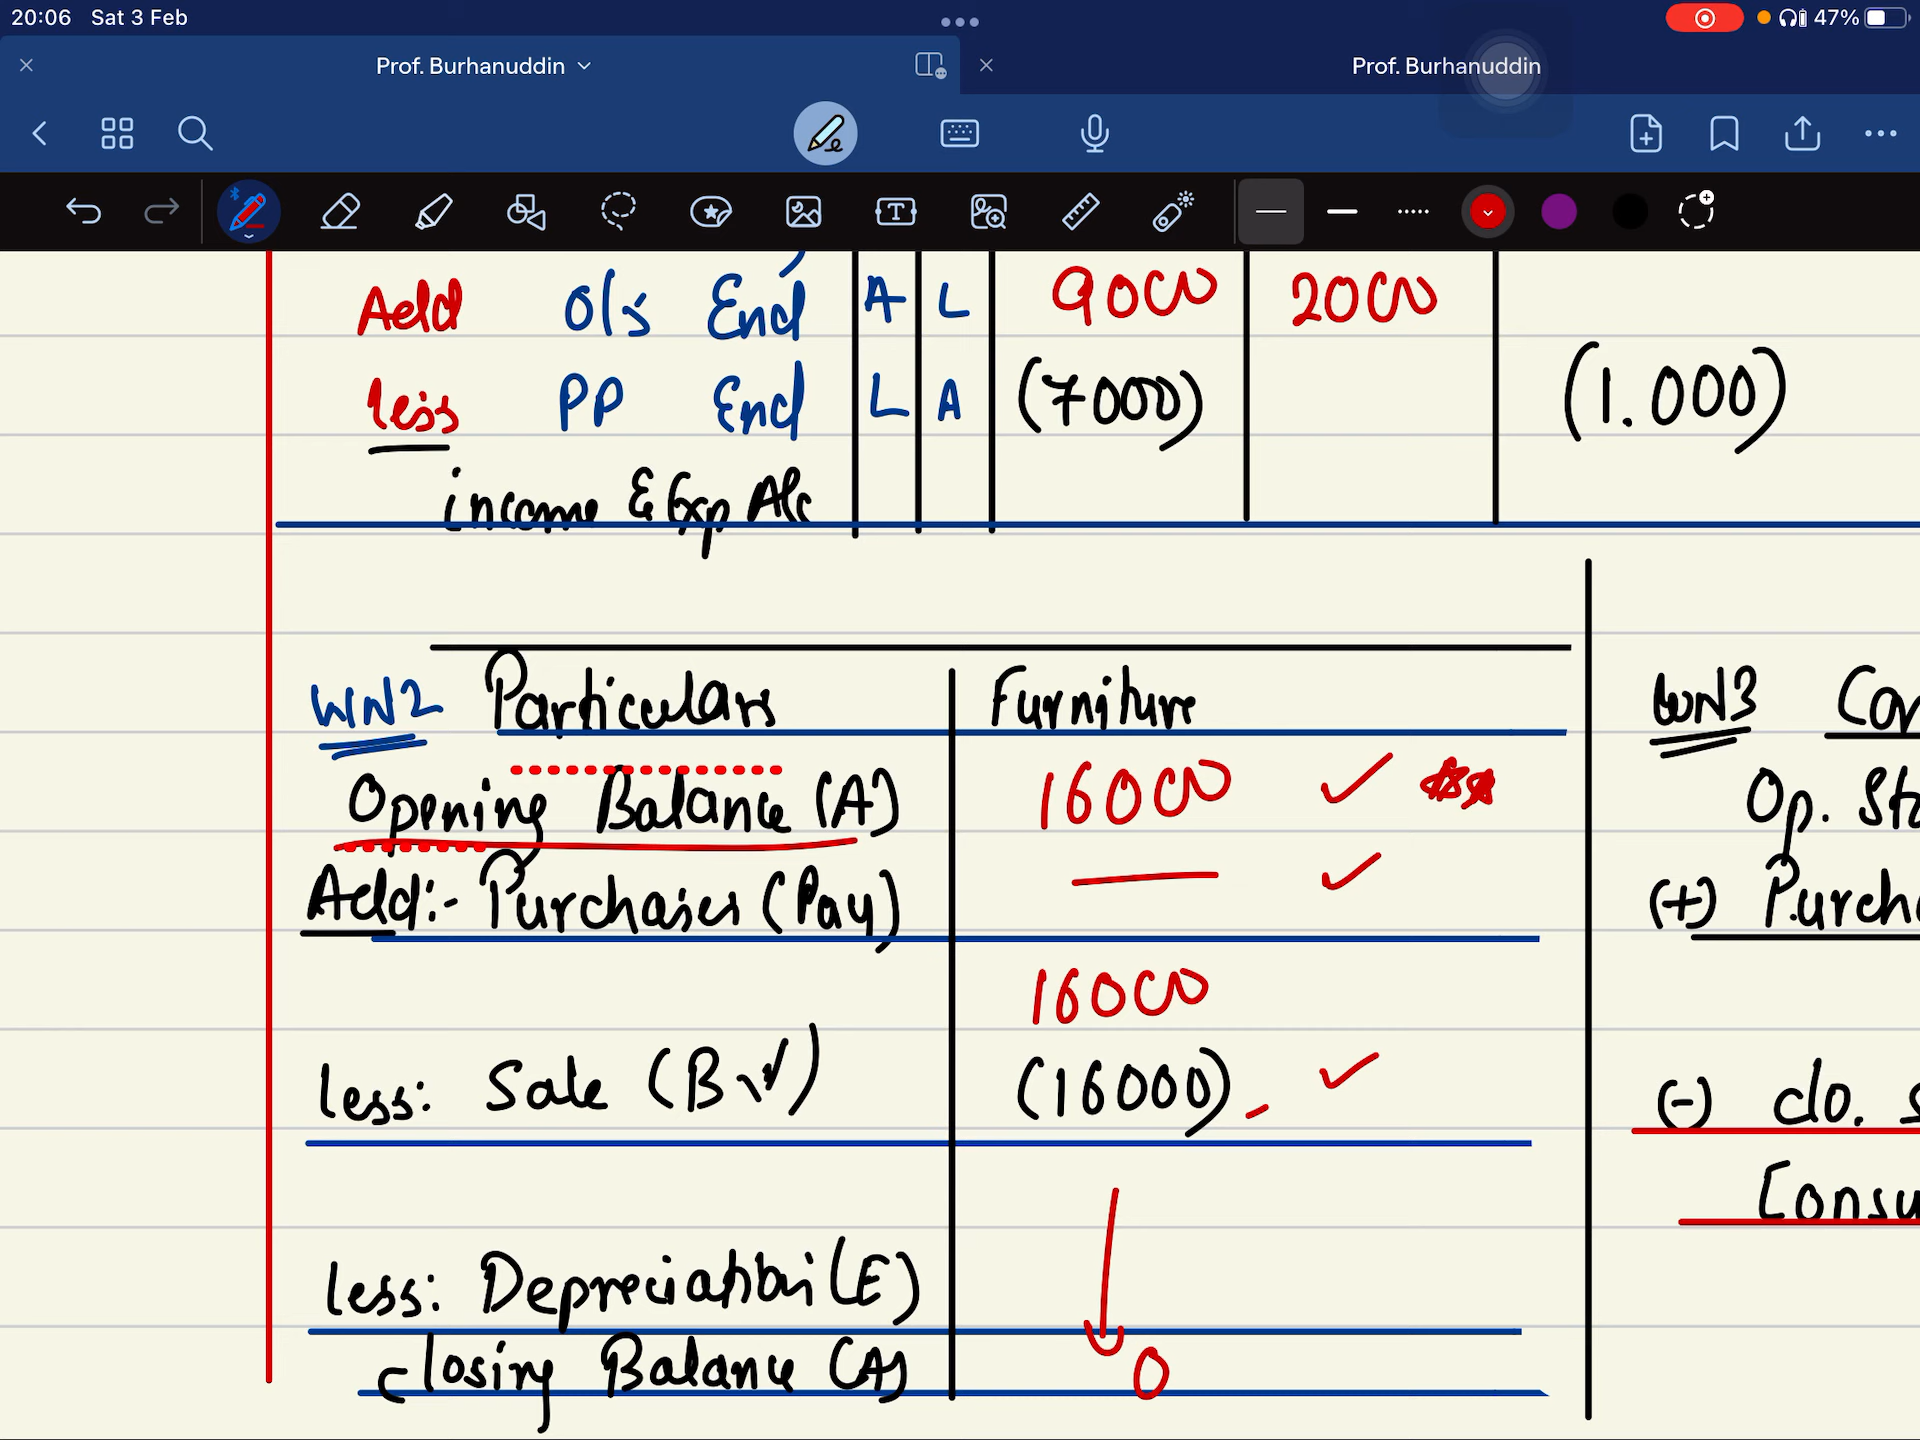 20:06 Sat 3 Feb 47%
Prof. Burhanuddin Prof. Burhanuddin
Add O/s End A L 9000 2000
less PP End L A (7000) (1.000)
income & Exp A/c
WN2 Particulars Furniture
Opening Balance (A) 16000
Add:- Purchases (Pay)
16000
less: Sale (BV) (16000)
less: Depreciation (E)
closing Balance (A) 0
WN3 Con
Op. Sto
(+) Purch
(-) clo. s
Consu